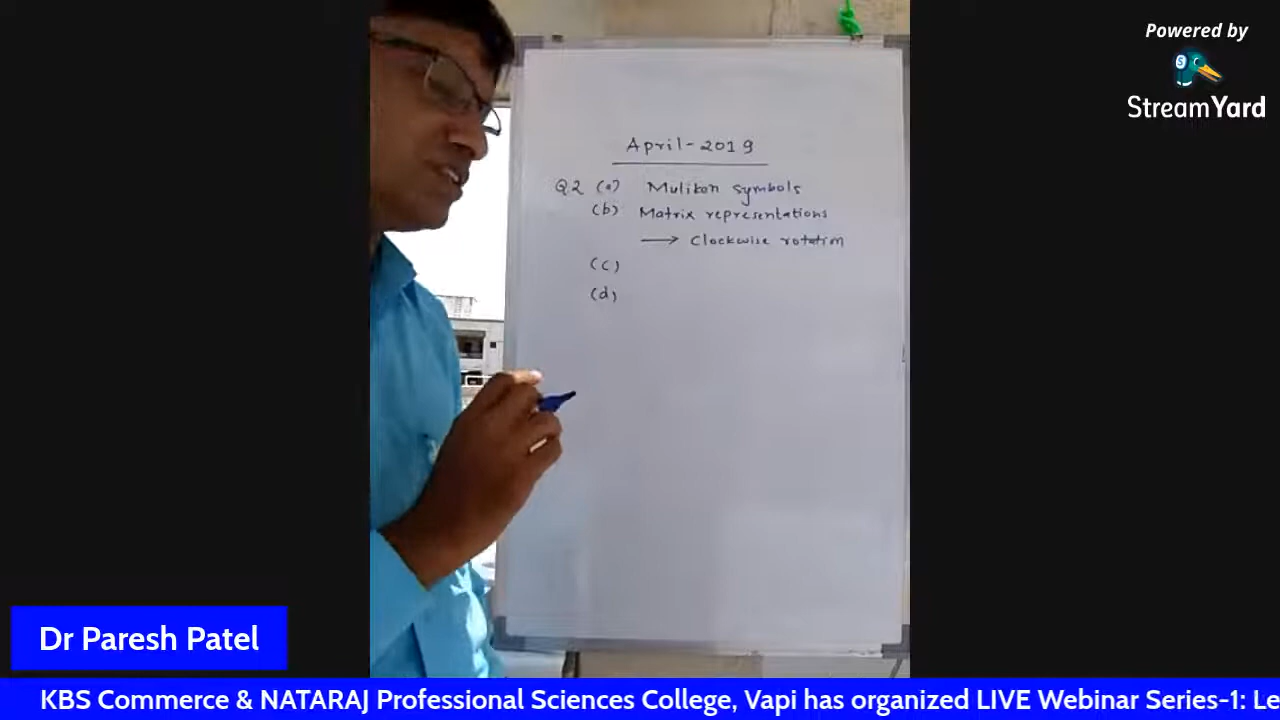 Powered by
StreamYard
April-2019
Q2 (a) Muliken symbols
(b) Matrix representations
→ Clockwise rotation
(c)
(d)
Dr Paresh Patel
KBS Commerce & NATARAJ Professional Sciences College, Vapi has organized LIVE Webinar Series-1: Le